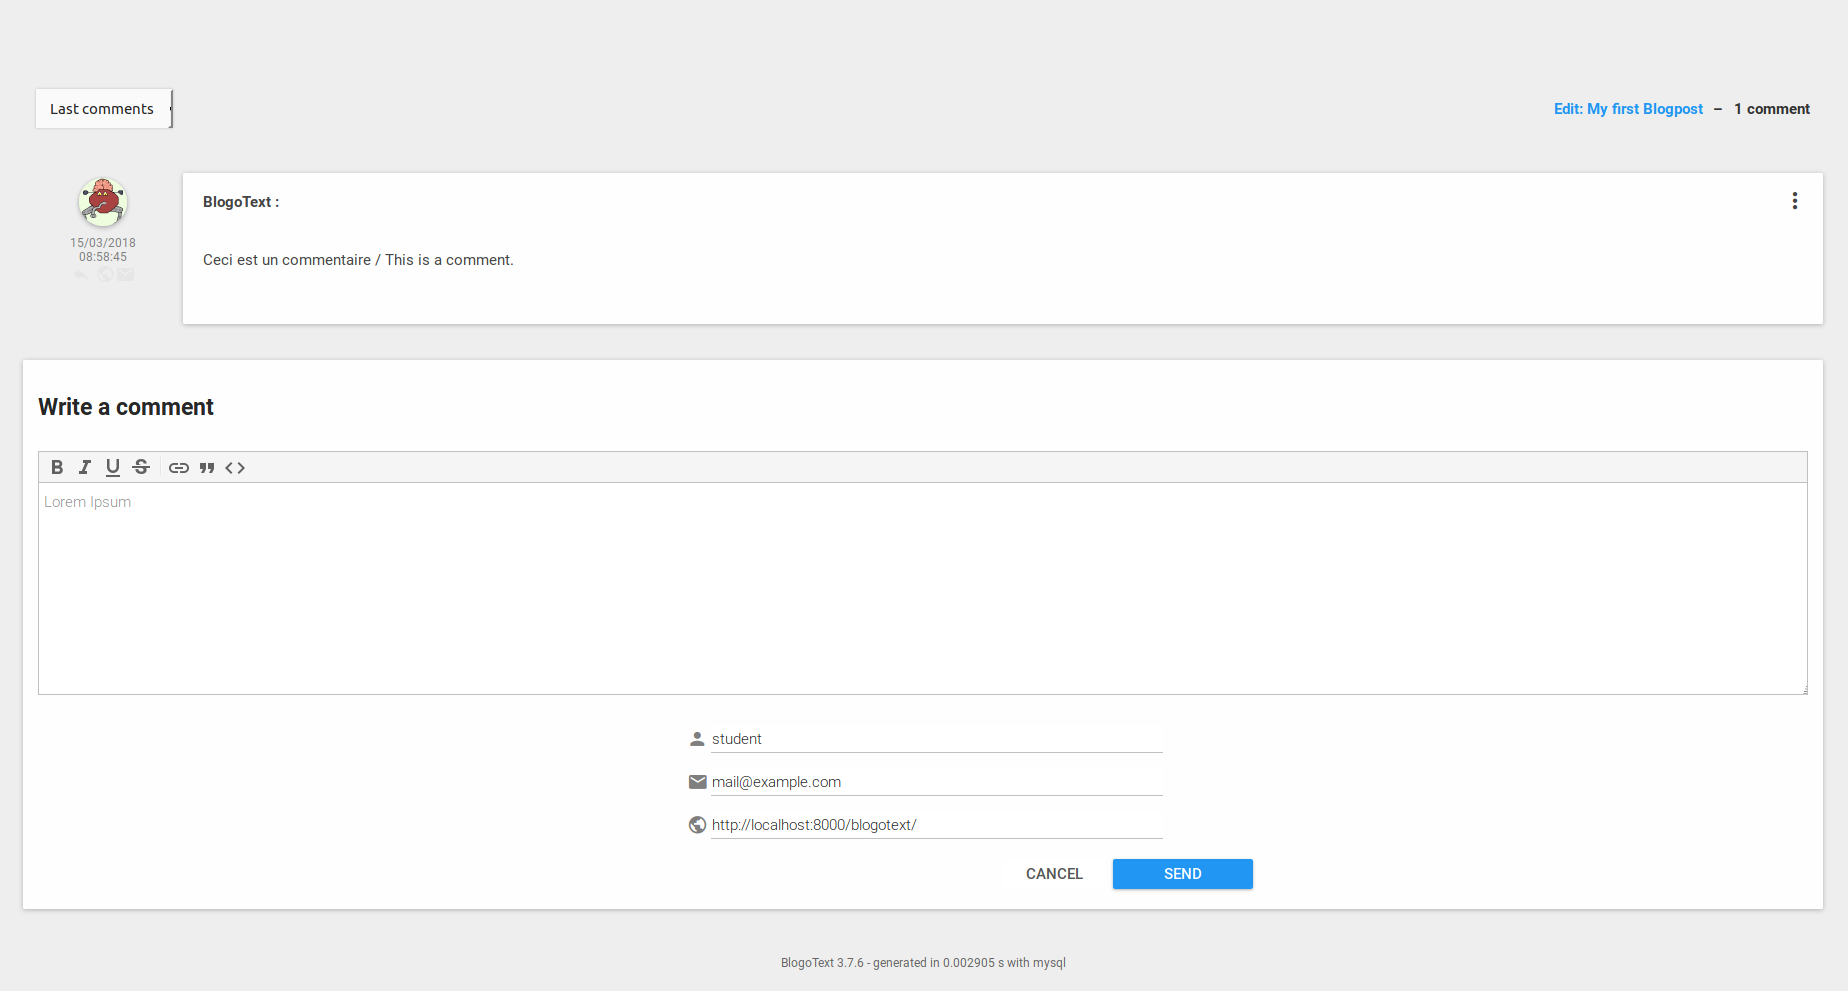 Last comments
Edit: My first Blogpost – 1 comment
BlogoText :
15/03/2018
08:58:45
Ceci est un commentaire / This is a comment.
Write a comment
Lorem Ipsum
student
mail@example.com
http://localhost:8000/blogotext/
CANCEL SEND
BlogoText 3.7.6 - generated in 0.002905 s with mysql